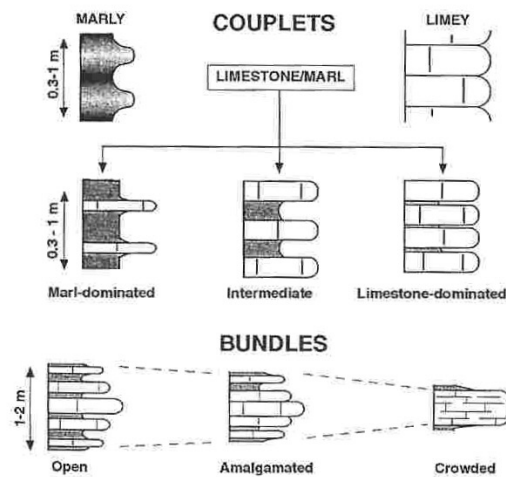 MARLY COUPLETS LIMEY
0.3-1 m
LIMESTONE/MARL
0.3 - 1 m
Marl-dominated Intermediate Limestone-dominated
BUNDLES
1-2 m
Open Amalgamated Crowded